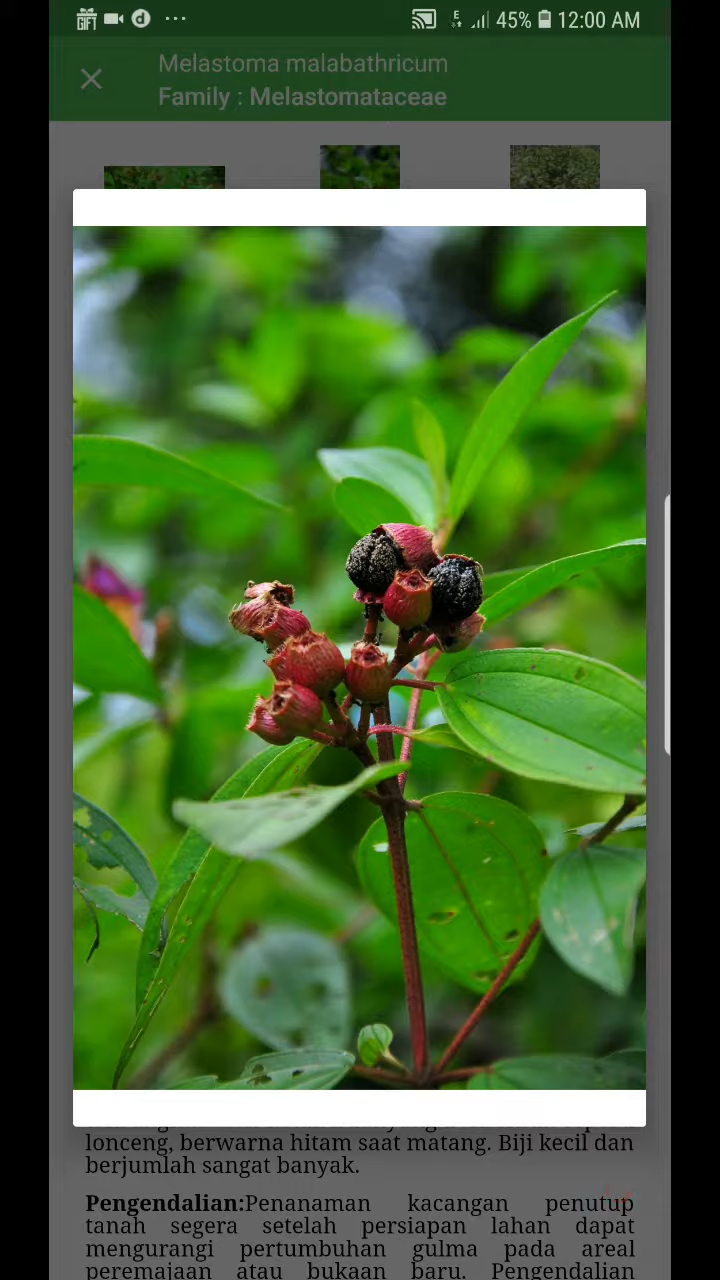 GIFT d ... E 45% 12:00 AM
Melastoma malabathricum
Family : Melastomataceae
lonceng, berwarna hitam saat matang. Biji kecil dan
berjumlah sangat banyak.
Pengendalian:Penanaman kacangan penutup
tanah segera setelah persiapan lahan dapat
mengurangi pertumbuhan gulma pada areal
peremajaan atau bukaan baru. Pengendalian